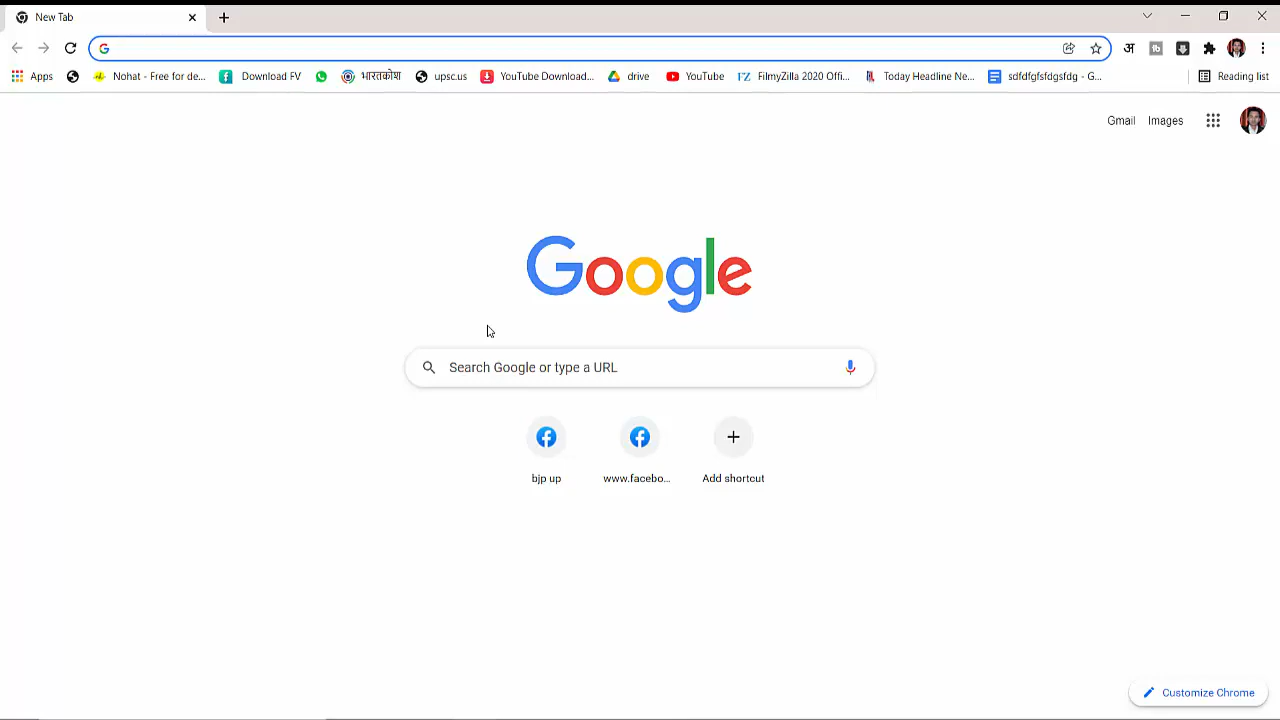 New Tab
Apps
Nohat - Free for de...
Download FV
भारतकोश
upsc.us
YouTube Download...
drive
YouTube
FZ
FilmyZilla 2020 Offi...
Today Headline Ne...
sdfdfgfsfdgsfdg - G...
Reading list
अ
Gmail
Images
Google
Search Google or type a URL
bjp up
www.facebo...
Add shortcut
Customize Chrome